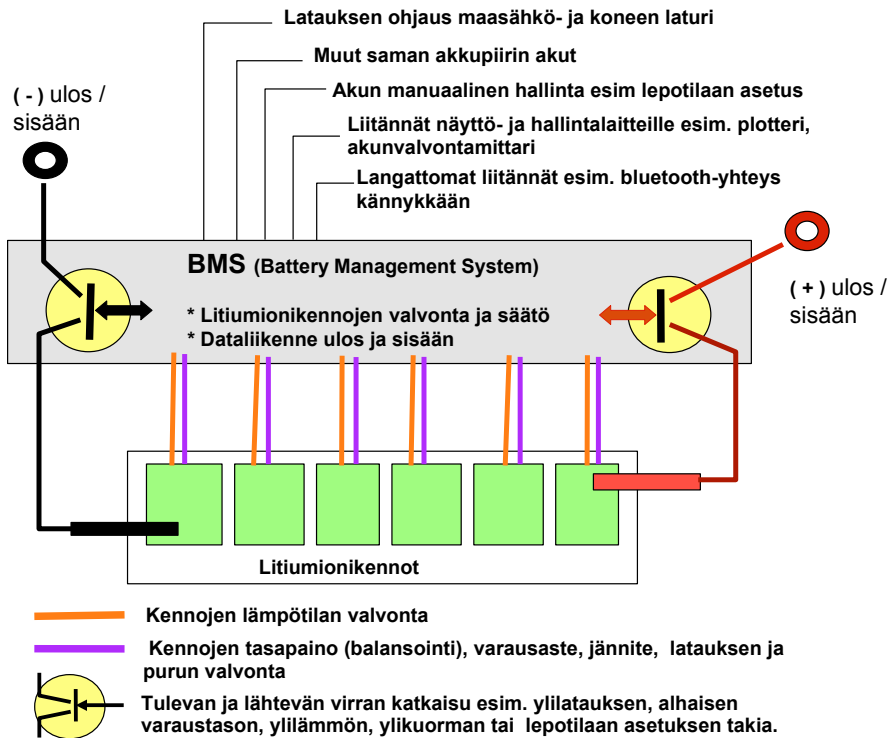 Latauksen ohjaus maasähkö- ja koneen laturi
Muut saman akkupiirin akut
Akun manuaalinen hallinta esim lepotilaan asetus
Liitännät näyttö- ja hallintalaitteille esim. plotteri,
akunvalvontamittari
Langattomat liitännät esim. bluetooth-yhteys
kännykkään
( - ) ulos /
sisään
BMS (Battery Management System)
* Litiumionikennojen valvonta ja säätö
* Dataliikenne ulos ja sisään
( + ) ulos /
sisään
Litiumionikennot
Kennojen lämpötilan valvonta
Kennojen tasapaino (balansointi), varausaste, jännite, latauksen ja
purun valvonta
Tulevan ja lähtevän virran katkaisu esim. ylilatauksen, alhaisen
varaustason, ylilämmön, ylikuorman tai lepotilaan asetuksen takia.